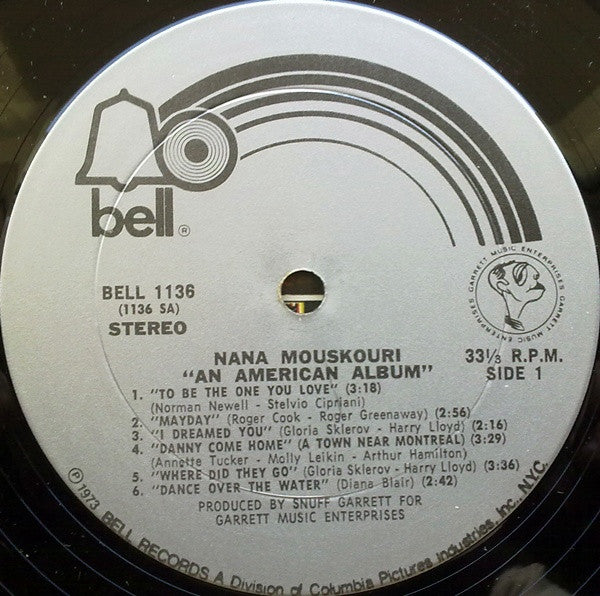 bell®
GARRETT MUSIC ENTERPRISES GARRETT MUSIC ENTERPRISES
BELL 1136
(1136 SA)
STEREO
NANA MOUSKOURI
"AN AMERICAN ALBUM"
33⅓ R.P.M.
SIDE 1
1. "TO BE THE ONE YOU LOVE" (3:18)
(Norman Newell - Stelvio Cipriani)
2. "MAYDAY" (Roger Cook - Roger Greenaway) (2:56)
3. "I DREAMED YOU" (Gloria Sklerov - Harry Lloyd) (2:16)
4. "DANNY COME HOME" (A TOWN NEAR MONTREAL) (3:29)
(Annette Tucker - Molly Leikin - Arthur Hamilton)
5. "WHERE DID THEY GO" (Gloria Sklerov - Harry Lloyd) (3:36)
6. "DANCE OVER THE WATER" (Diana Blair) (2:42)
PRODUCED BY SNUFF GARRETT FOR
GARRETT MUSIC ENTERPRISES
℗1973 BELL RECORDS, A Division of Columbia Pictures Industries, Inc., N.Y.C.